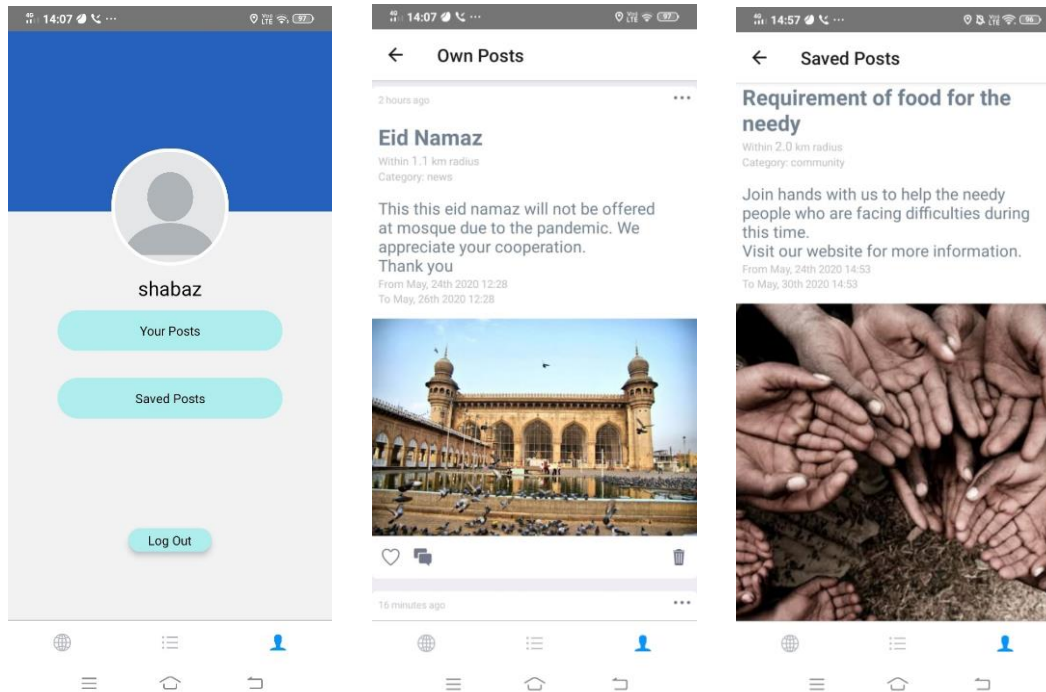 14:07
97
shabaz
Your Posts
Saved Posts
Log Out
14:07
97
Own Posts
2 hours ago
Eid Namaz
Within 1.1 km radius
Category: news
This this eid namaz will not be offered
at mosque due to the pandemic. We
appreciate your cooperation.
Thank you
From May, 24th 2020 12:28
To May, 26th 2020 12:28
16 minutes ago
14:57
96
Saved Posts
Requirement of food for the
needy
Within 2.0 km radius
Category: community
Join hands with us to help the needy
people who are facing difficulties during
this time.
Visit our website for more information.
From May, 24th 2020 14:53
To May, 30th 2020 14:53